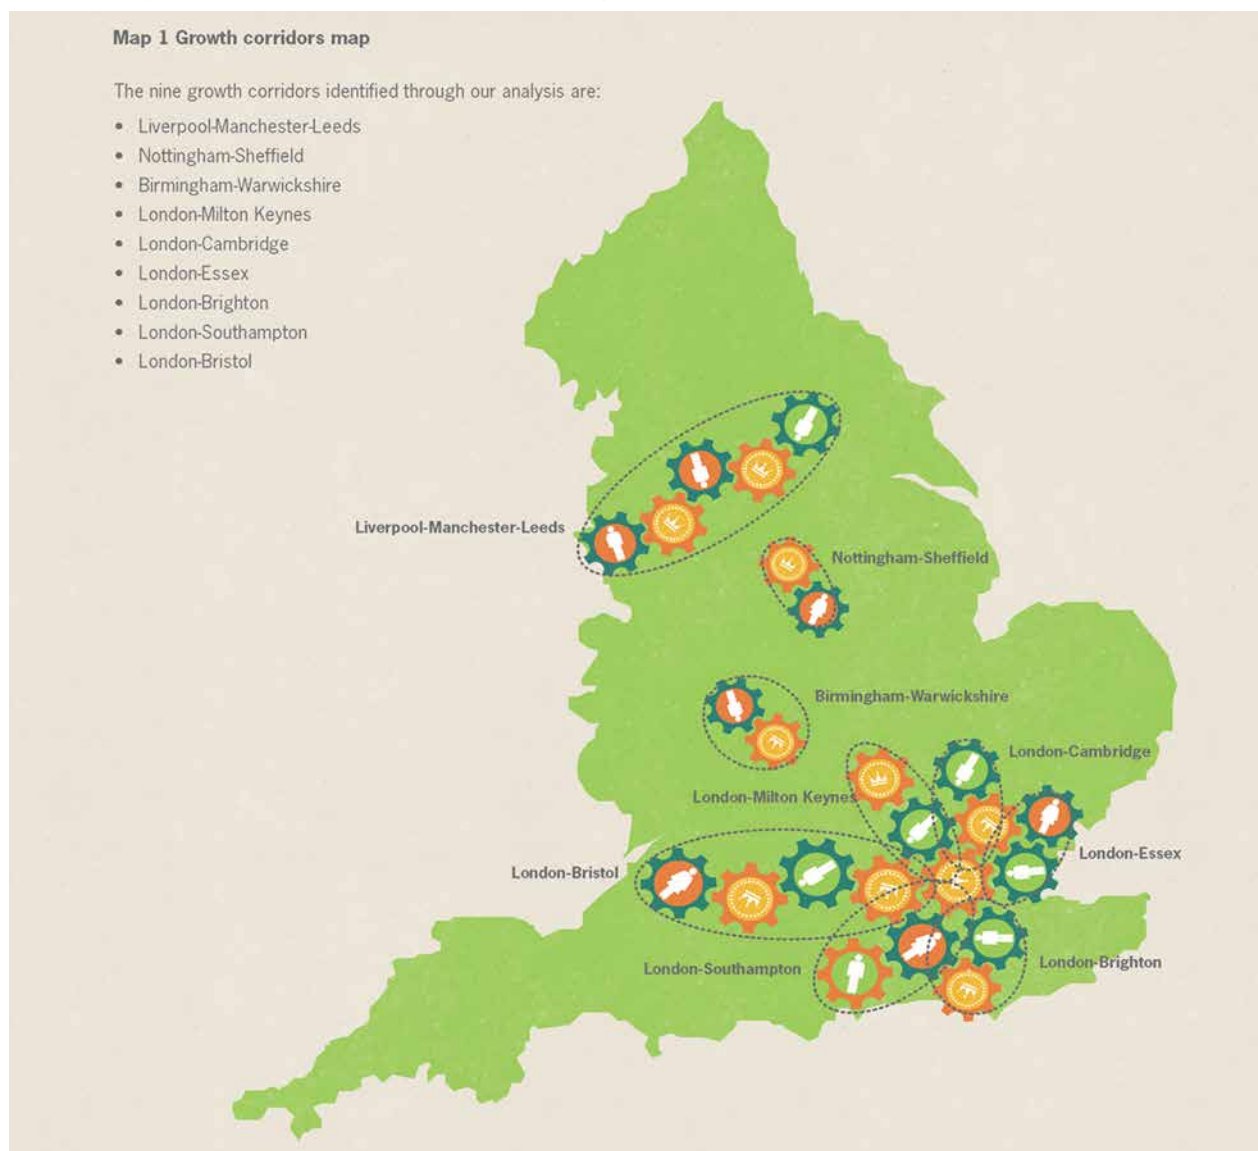 Map 1 Growth corridors map
The nine growth corridors identified through our analysis are:
• Liverpool-Manchester-Leeds
• Nottingham-Sheffield
• Birmingham-Warwickshire
• London-Milton Keynes
• London-Cambridge
• London-Essex
• London-Brighton
• London-Southampton
• London-Bristol
Liverpool-Manchester-Leeds
Nottingham-Sheffield
Birmingham-Warwickshire
London-Cambridge
London-Milton Keynes
London-Essex
London-Bristol
London-Southampton
London-Brighton